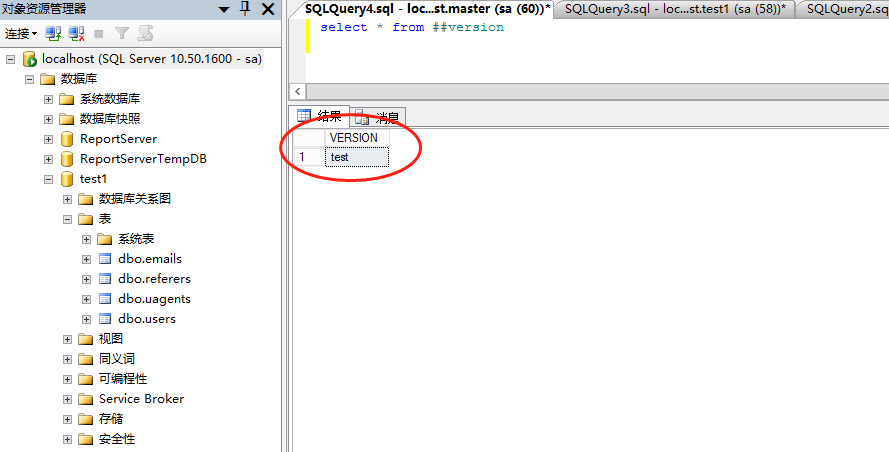 对象资源管理器
连接
localhost (SQL Server 10.50.1600 - sa)
数据库
系统数据库
数据库快照
ReportServer
ReportServerTempDB
test1
数据库关系图
表
系统表
dbo.emails
dbo.referers
dbo.uagents
dbo.users
视图
同义词
可编程性
Service Broker
存储
安全性
SQLQuery4.sql - loc...st.master (sa (60))* SQLQuery3.sql - loc...st.test1 (sa (58))* SQLQuery2.sq
select * from ##version
结果 消息
VERSION
1 test